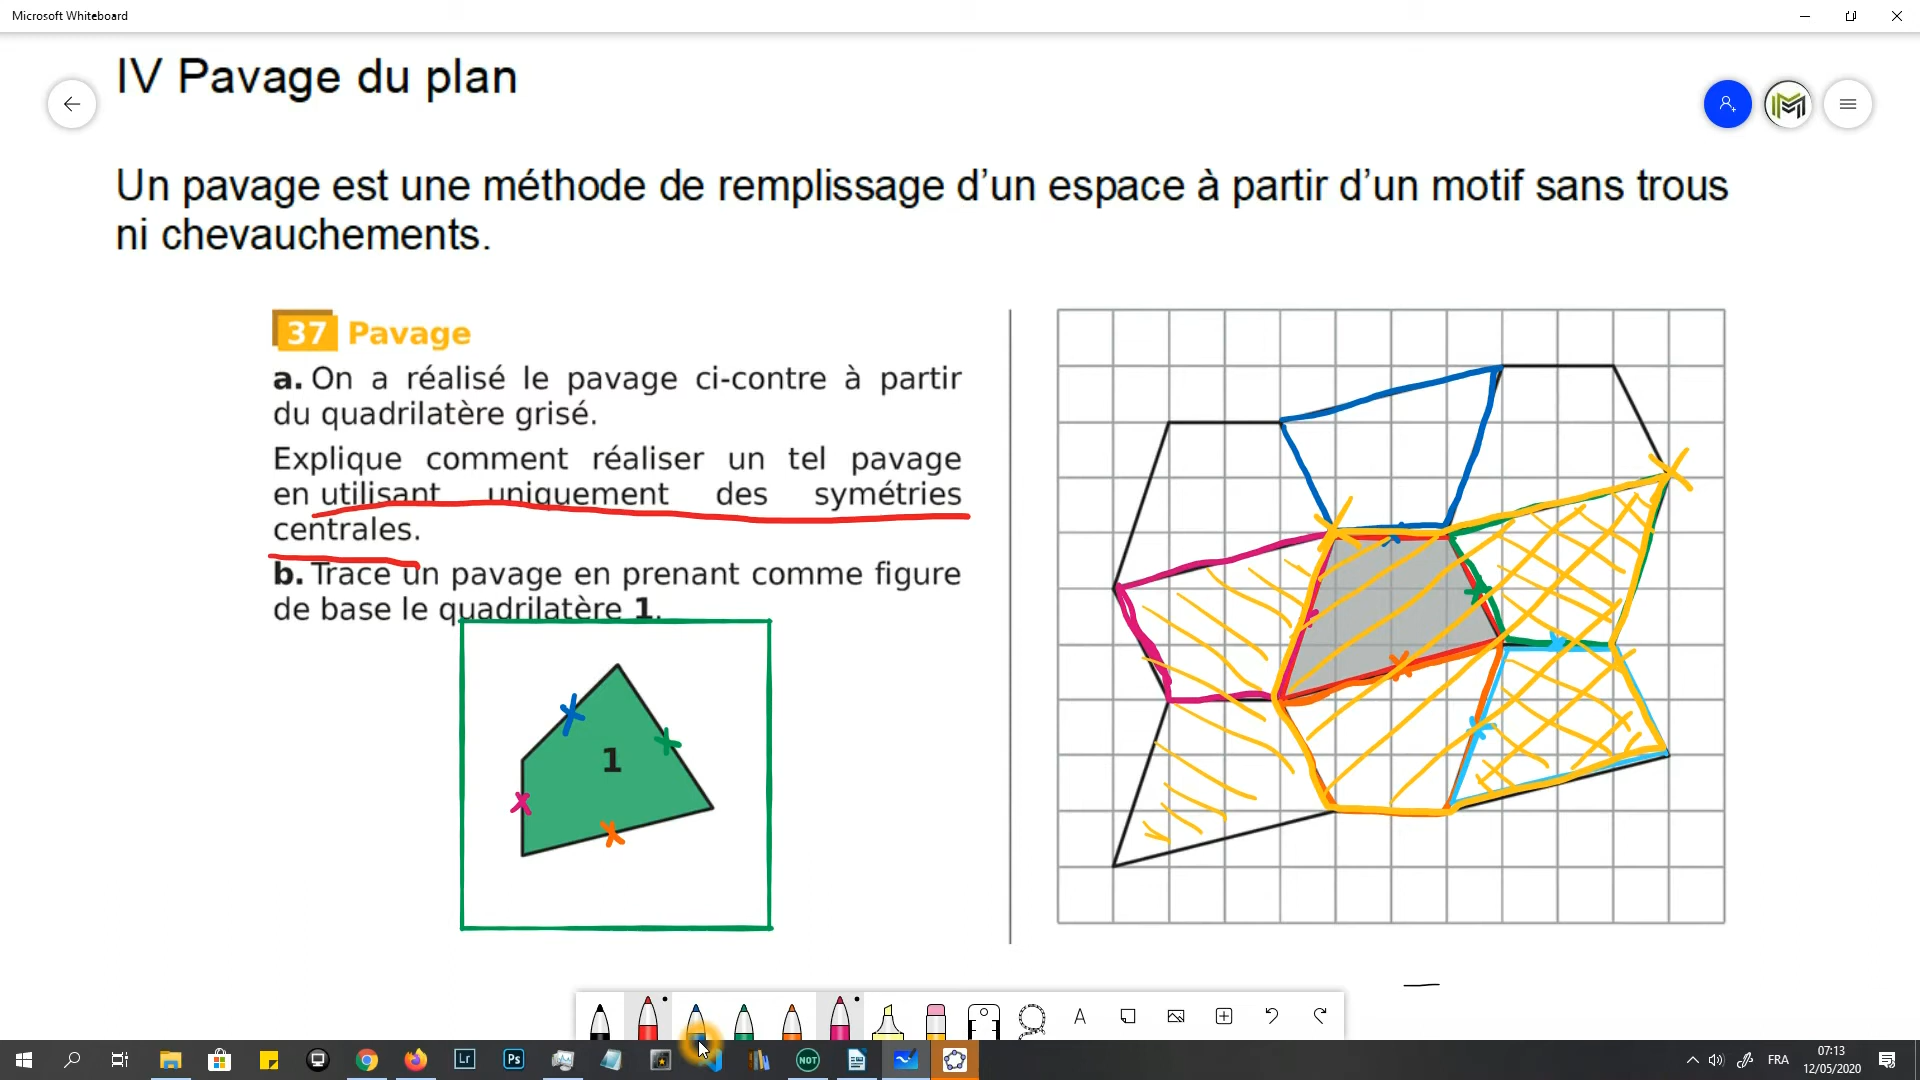 Microsoft Whiteboard
IV Pavage du plan
Un pavage est une méthode de remplissage d’un espace à partir d’un motif sans trous
ni chevauchements.
37 Pavage
a. On a réalisé le pavage ci-contre à partir
du quadrilatère grisé.
Explique comment réaliser un tel pavage
en utilisant uniquement des symétries
centrales.
b. Trace un pavage en prenant comme figure
de base le quadrilatère 1.
1
A
Lr
Ps
NOT
FRA
07:13
12/05/2020